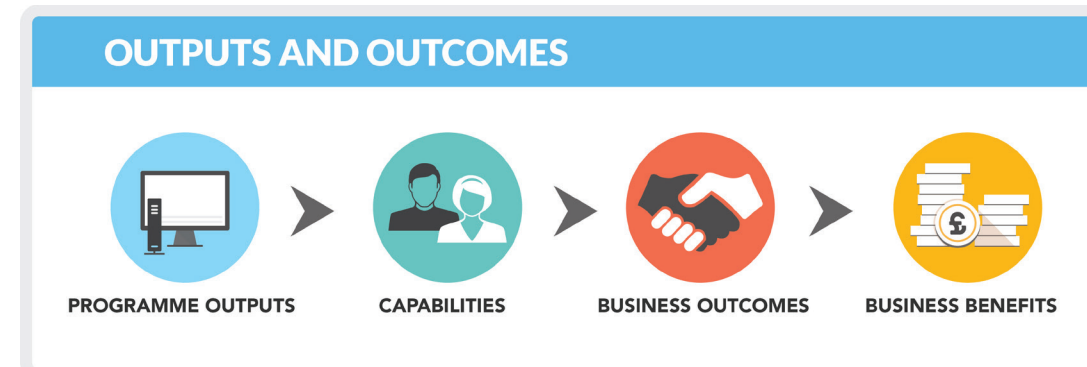 OUTPUTS AND OUTCOMES
PROGRAMME OUTPUTS
CAPABILITIES
BUSINESS OUTCOMES
BUSINESS BENEFITS
£